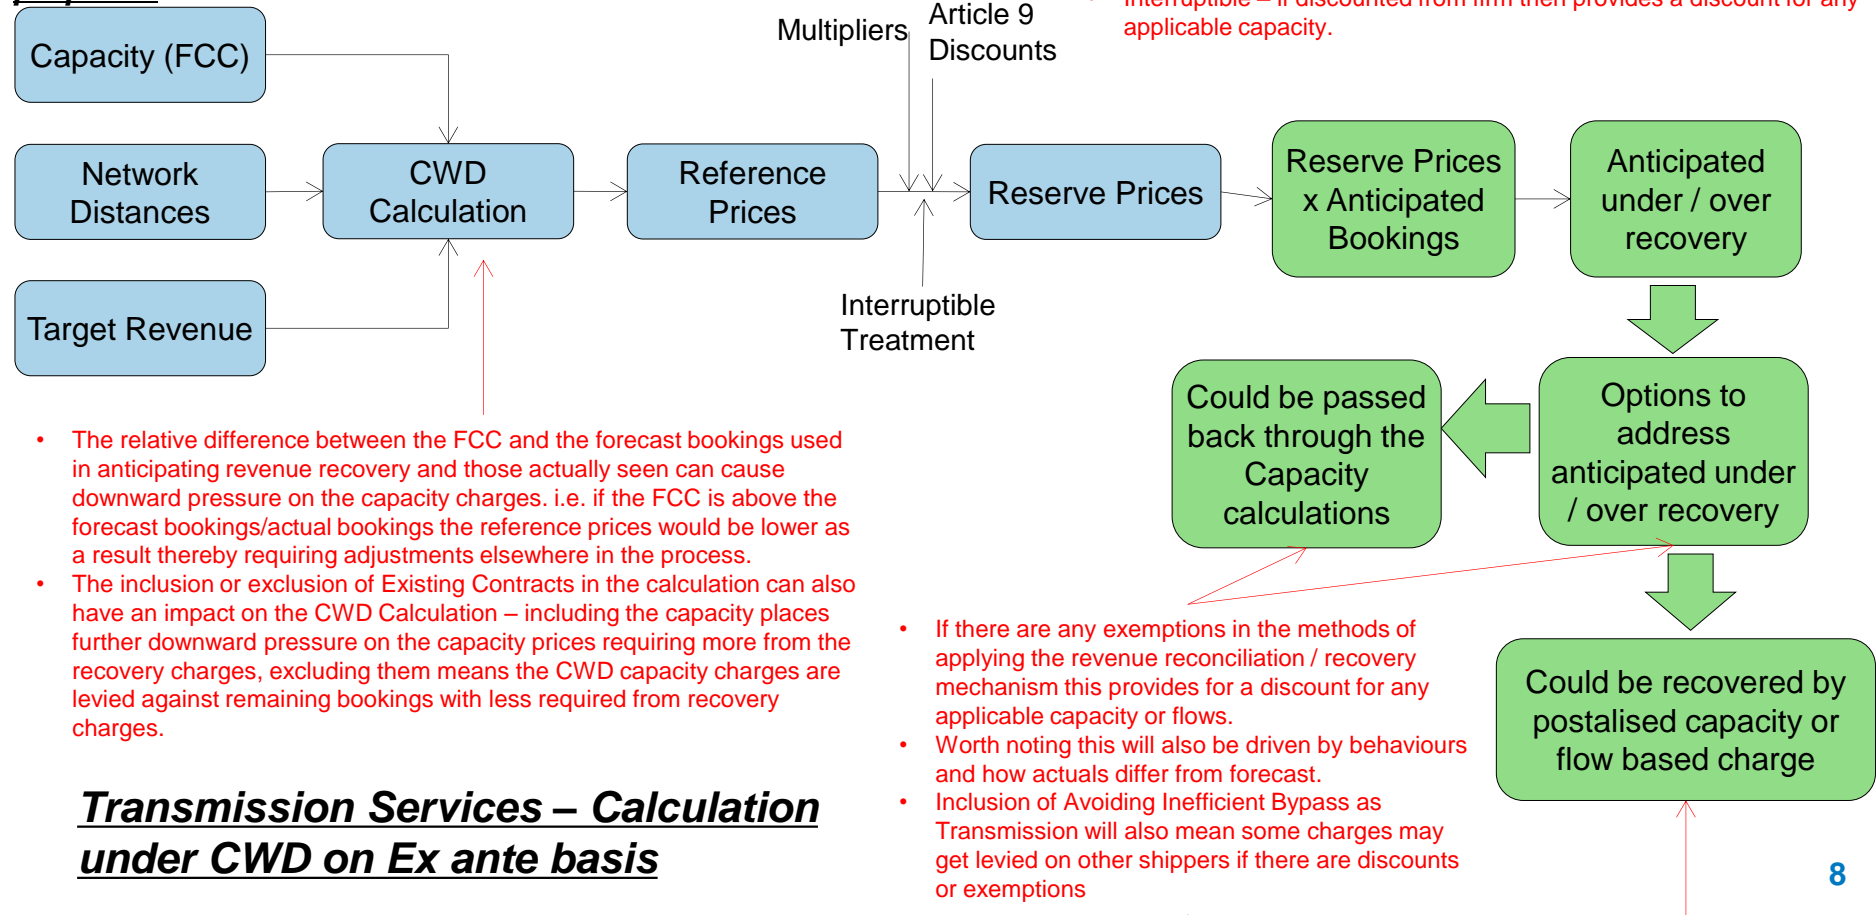 Interruptible – if discounted from firm then provides a discount for any
applicable capacity.
Capacity (FCC)
Multipliers
Article 9
Discounts
Network
Distances
CWD
Calculation
Reference
Prices
Reserve Prices
Reserve Prices
x Anticipated
Bookings
Anticipated
under / over
recovery
Target Revenue
Interruptible
Treatment
Could be passed
back through the
Capacity
calculations
Options to
address
anticipated under
/ over recovery
• The relative difference between the FCC and the forecast bookings used
in anticipating revenue recovery and those actually seen can cause
downward pressure on the capacity charges. i.e. if the FCC is above the
forecast bookings/actual bookings the reference prices would be lower as
a result thereby requiring adjustments elsewhere in the process.
• The inclusion or exclusion of Existing Contracts in the calculation can also
have an impact on the CWD Calculation – including the capacity places
further downward pressure on the capacity prices requiring more from the
recovery charges, excluding them means the CWD capacity charges are
levied against remaining bookings with less required from recovery
charges.
• If there are any exemptions in the methods of
applying the revenue reconciliation / recovery
mechanism this provides for a discount for any
applicable capacity or flows.
• Worth noting this will also be driven by behaviours
and how actuals differ from forecast.
• Inclusion of Avoiding Inefficient Bypass as
Transmission will also mean some charges may
get levied on other shippers if there are discounts
or exemptions
Could be recovered by
postalised capacity or
flow based charge
Transmission Services – Calculation
under CWD on Ex ante basis
8